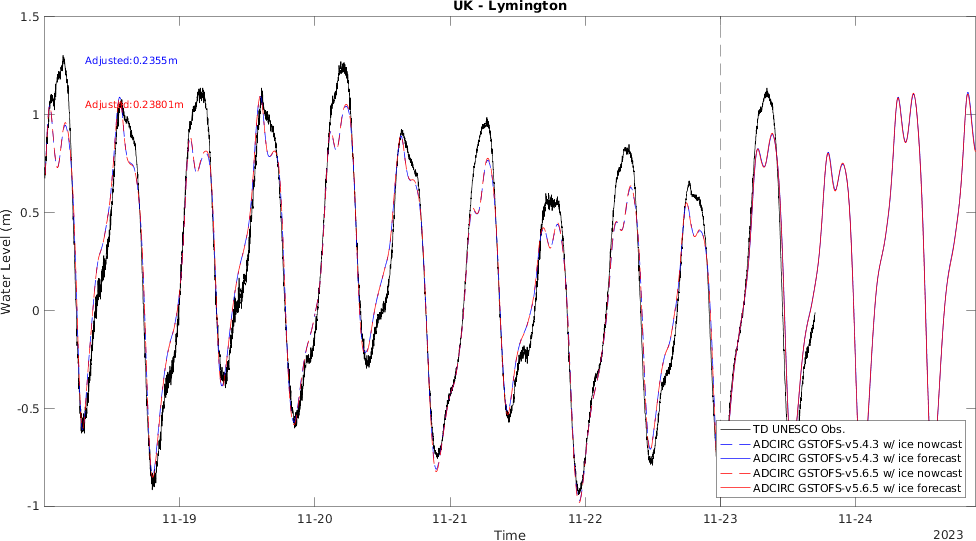 UK - Lymington
1.5
1
0.5
0
-0.5
-1
Water Level (m)
Adjusted:0.2355m
Adjusted:0.23801m
TD UNESCO Obs.
ADCIRC GSTOFS-v5.4.3 w/ ice nowcast
ADCIRC GSTOFS-v5.4.3 w/ ice forecast
ADCIRC GSTOFS-v5.6.5 w/ ice nowcast
ADCIRC GSTOFS-v5.6.5 w/ ice forecast
11-19 11-20 11-21 11-22 11-23 11-24
Time
2023